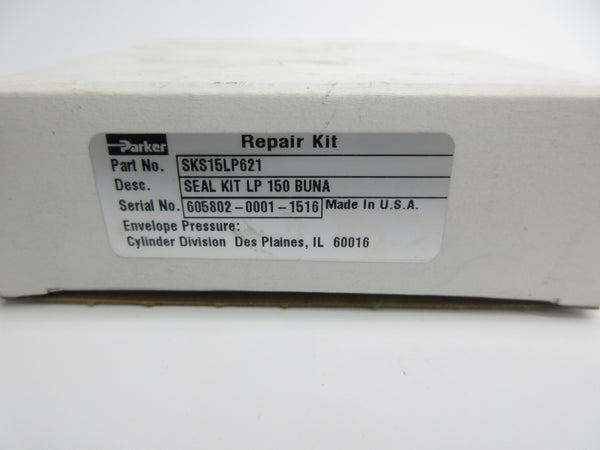 Parker Repair Kit
Part No. SKS15LP621
Desc. SEAL KIT LP 150 BUNA
Serial No. 605802-0001-1516 Made In U.S.A.
Envelope Pressure:
Cylinder Division Des Plaines, IL 60016